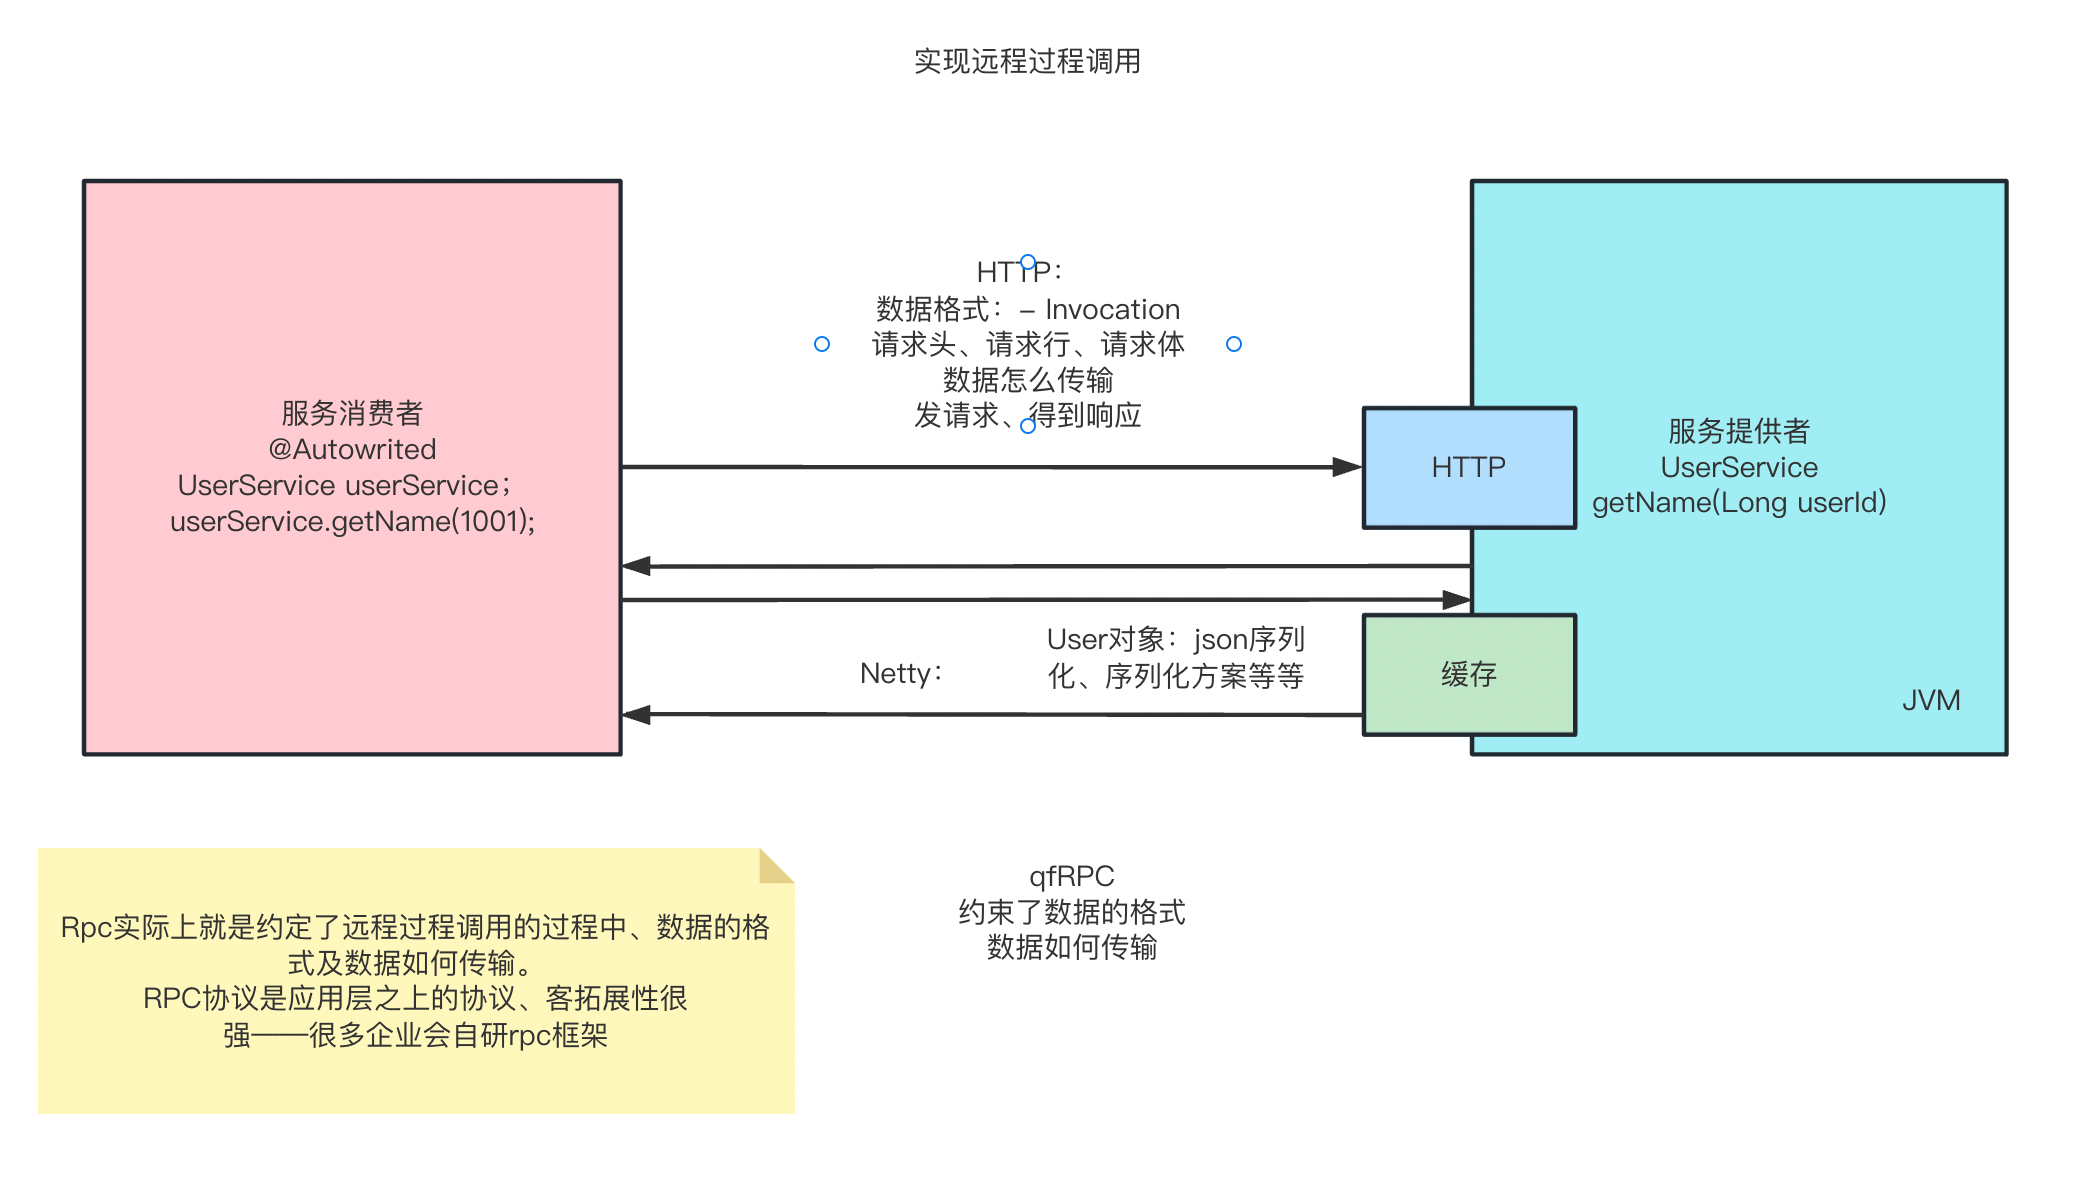 实现远程过程调用
服务消费者
@Autowrited
UserService userService；
userService.getName(1001);
HTTP：
数据格式：- Invocation
请求头、请求行、请求体
数据怎么传输
发请求、得到响应
HTTP
服务提供者
UserService
getName(Long userId)
Netty：
User对象：json序列
化、序列化方案等等
缓存
JVM
Rpc实际上就是约定了远程过程调用的过程中、数据的格
式及数据如何传输。
RPC协议是应用层之上的协议、客拓展性很
强——很多企业会自研rpc框架
qfRPC
约束了数据的格式
数据如何传输